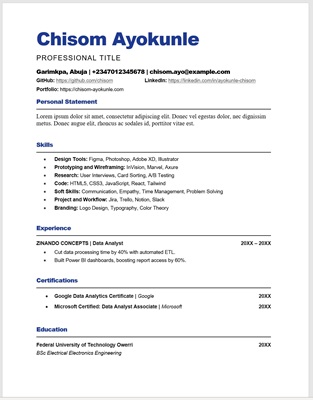 Chisom Ayokunle
PROFESSIONAL TITLE
Garimkpa, Abuja | +2347012345678 | chisom.ayo@example.com
GitHub: https://github.com/chisom LinkedIn: https://linkedin.com/in/ayokunle-chisom
Portfolio: https://chisom-ayokunle.com
Personal Statement
Lorem ipsum dolor sit amet, consectetur adipiscing elit. Duis egestas, nibh et dapibus dolor, nec dignissim
metus. Donec augue elit, rhoncus ac sodales id, porttitor vitae est.
Skills
• Design Tools: Figma, Photoshop, Adobe XD, Illustrator
• Prototyping and Wireframing: InVision, Marvel, Axure
• Research: User Interviews, Card Sorting, A/B Testing
• Code: HTML5, CSS3, JavaScript, React, Tailwind
• Soft Skills: Communication, Empathy, Time Management, Problem Solving
• Project and Workflow: Jira, Trello, Notion, Slack
• Branding: Logo Design, Typography, Color Theory
Experience
ZINANDO CONCEPTS | Data Analyst 20XX – 20XX
• Cut data processing time by 40% with automated ETL.
• Built Power BI dashboards, boosting report access by 60%.
Certifications
• Google Data Analytics Certificate | Google 20XX
• Microsoft Certified: Data Analyst Associate | Microsoft 20XX
Education
Federal University of Technology Owerri 20XX
BSc Electrical Electronics Engineering